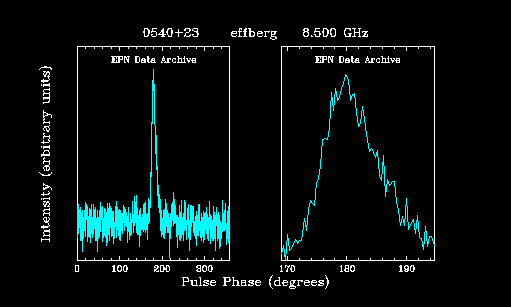 0540+23 effberg 8.500 GHz
EPN Data Archive
EPN Data Archive
Intensity (arbitrary units)
0 100 200 300
170 180 190
Pulse Phase (degrees)